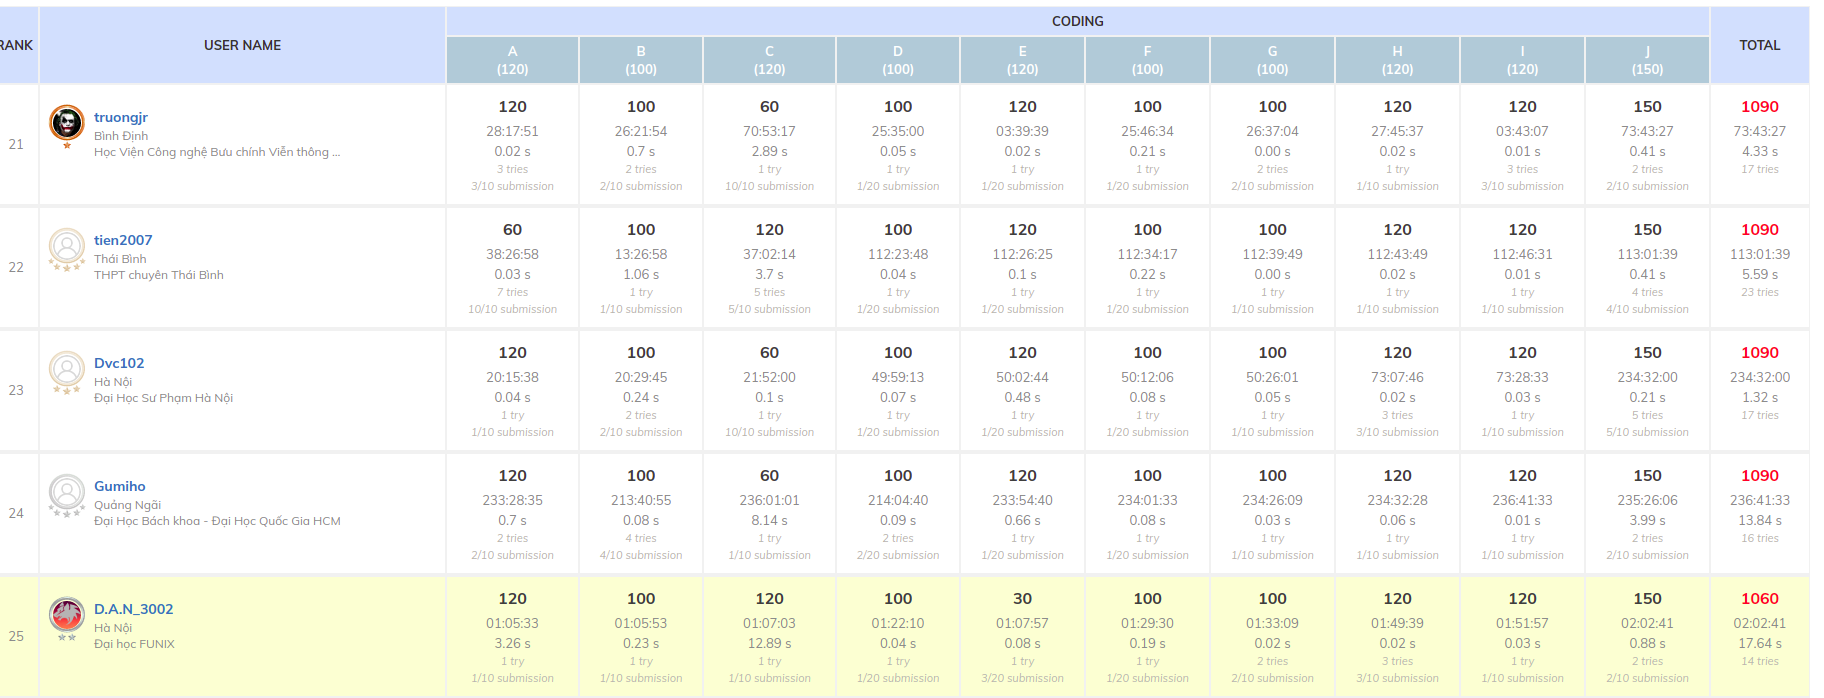 RANK
USER NAME
CODING
TOTAL
A
(120)
B
(100)
C
(120)
D
(100)
E
(120)
F
(100)
G
(100)
H
(120)
I
(120)
J
(150)
21
truongjr
Bình Định
Học Viện Công nghệ Bưu chính Viễn thông ...
120 100 60 100 120 100 100 120 120 150 1090
28:17:51 26:21:54 70:53:17 25:35:00 03:39:39 25:46:34 26:37:04 27:45:37 03:43:07 73:43:27 73:43:27
0.02 s 0.7 s 2.89 s 0.05 s 0.02 s 0.21 s 0.00 s 0.02 s 0.01 s 0.41 s 4.33 s
3 tries 2 tries 1 try 1 try 1 try 1 try 2 tries 1 try 3 tries 2 tries 17 tries
3/10 submission 2/10 submission 10/10 submission 1/20 submission 1/20 submission 1/20 submission 2/10 submission 1/10 submission 3/10 submission 2/10 submission
22
tien2007
Thái Bình
THPT chuyên Thái Bình
60 100 120 100 120 100 100 120 120 150 1090
38:26:58 13:26:58 37:02:14 112:23:48 112:26:25 112:34:17 112:39:49 112:43:49 112:46:31 113:01:39 113:01:39
0.03 s 1.06 s 3.7 s 0.04 s 0.1 s 0.22 s 0.00 s 0.02 s 0.01 s 0.41 s 5.59 s
7 tries 1 try 5 tries 1 try 1 try 1 try 1 try 1 try 1 try 4 tries 23 tries
10/10 submission 1/10 submission 5/10 submission 1/20 submission 1/20 submission 1/20 submission 1/10 submission 1/10 submission 1/10 submission 4/10 submission
23
Dvc102
Hà Nội
Đại Học Sư Phạm Hà Nội
120 100 60 100 120 100 100 120 120 150 1090
20:15:38 20:29:45 21:52:00 49:59:13 50:02:44 50:12:06 50:26:01 73:07:46 73:28:33 234:32:00 234:32:00
0.04 s 0.24 s 0.1 s 0.07 s 0.48 s 0.08 s 0.05 s 0.02 s 0.03 s 0.21 s 1.32 s
1 try 2 tries 1 try 1 try 1 try 1 try 1 try 3 tries 1 try 5 tries 17 tries
1/10 submission 2/10 submission 10/10 submission 1/20 submission 1/20 submission 1/20 submission 1/10 submission 3/10 submission 1/10 submission 5/10 submission
24
Gumiho
Quảng Ngãi
Đại Học Bách khoa - Đại Học Quốc Gia HCM
120 100 60 100 120 100 100 120 120 150 1090
233:28:35 213:40:55 236:01:01 214:04:40 233:54:40 234:01:33 234:26:09 234:32:28 236:41:33 235:26:06 236:41:33
0.7 s 0.08 s 8.14 s 0.09 s 0.66 s 0.08 s 0.03 s 0.06 s 0.01 s 3.99 s 13.84 s
2 tries 4 tries 1 try 2 tries 1 try 1 try 1 try 1 try 1 try 2 tries 16 tries
2/10 submission 4/10 submission 1/10 submission 2/20 submission 1/20 submission 1/20 submission 1/10 submission 1/10 submission 1/10 submission 2/10 submission
25
D.A.N_3002
Hà Nội
Đại học FUNIX
120 100 120 100 30 100 100 120 120 150 1060
01:05:33 01:05:53 01:07:03 01:22:10 01:07:57 01:29:30 01:33:09 01:49:39 01:51:57 02:02:41 02:02:41
3.26 s 0.23 s 12.89 s 0.04 s 0.08 s 0.19 s 0.02 s 0.02 s 0.03 s 0.88 s 17.64 s
1 try 1 try 1 try 1 try 1 try 1 try 2 tries 3 tries 1 try 2 tries 14 tries
1/10 submission 1/10 submission 1/10 submission 1/20 submission 3/20 submission 1/20 submission 2/10 submission 3/10 submission 1/10 submission 2/10 submission